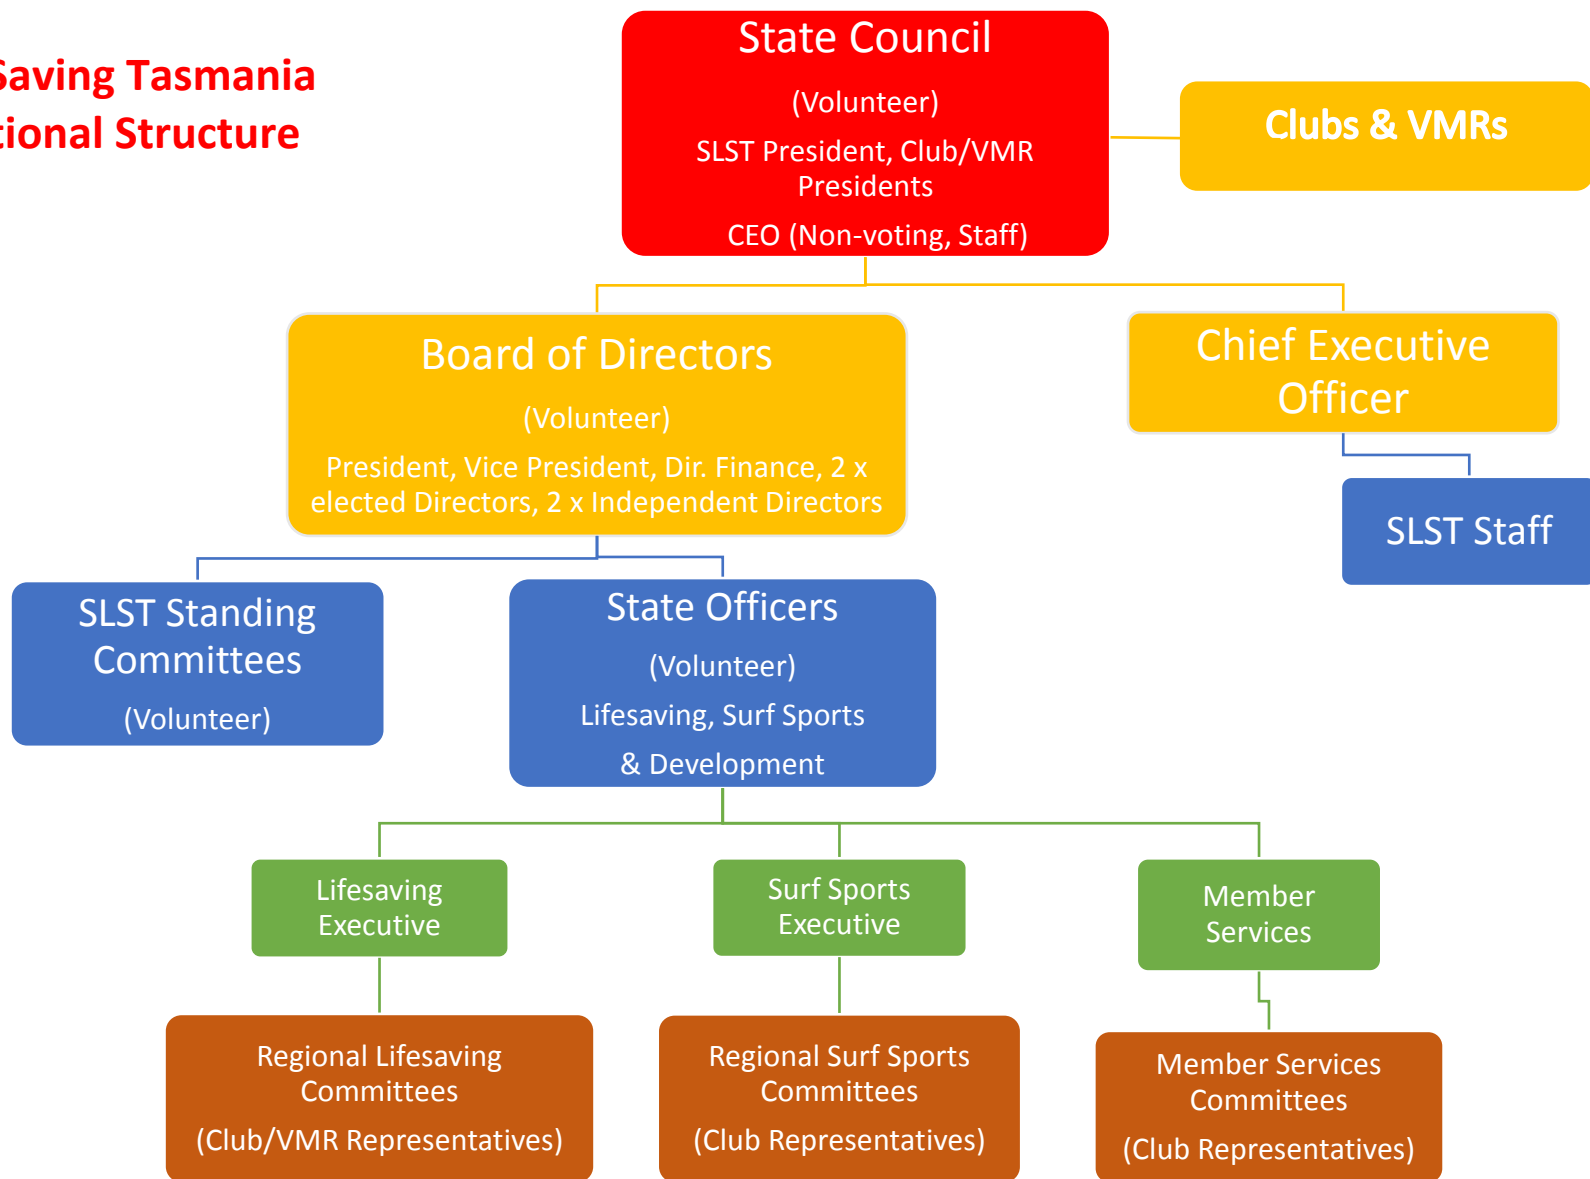 Saving Tasmania
tional Structure
State Council
(Volunteer)
SLST President, Club/VMR
Presidents
CEO (Non-voting, Staff)
Clubs & VMRs
Board of Directors
(Volunteer)
President, Vice President, Dir. Finance, 2 x
elected Directors, 2 x Independent Directors
Chief Executive
Officer
SLST Staff
SLST Standing
Committees
(Volunteer)
State Officers
(Volunteer)
Lifesaving, Surf Sports
& Development
Lifesaving
Executive
Surf Sports
Executive
Member
Services
Regional Lifesaving
Committees
(Club/VMR Representatives)
Regional Surf Sports
Committees
(Club Representatives)
Member Services
Committees
(Club Representatives)